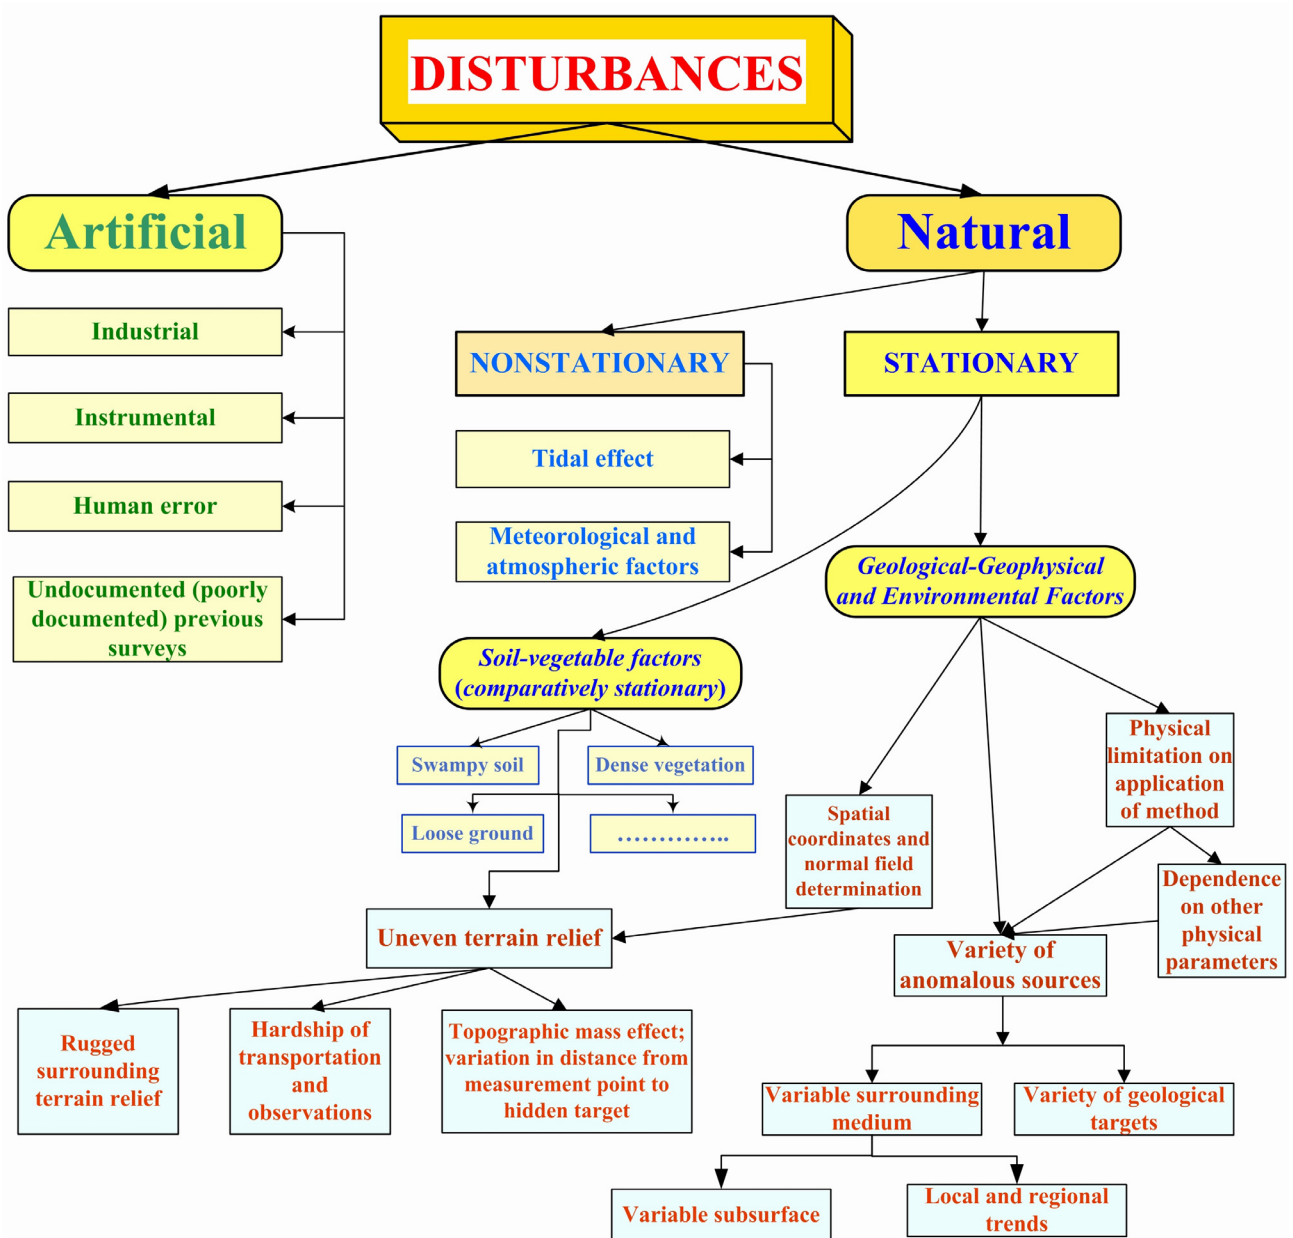 DISTURBANCES
Artificial
Natural
Industrial
Instrumental
Human error
Undocumented (poorly
documented) previous
surveys
NONSTATIONARY
Tidal effect
Meteorological and
atmospheric factors
STATIONARY
Geological-Geophysical
and Environmental Factors
Soil-vegetable factors
(comparatively stationary)
Swampy soil
Dense vegetation
Loose ground
…………..
Physical
limitation on
application
of method
Spatial
coordinates and
normal field
determination
Dependence
on other
physical
parameters
Uneven terrain relief
Variety of
anomalous sources
Rugged
surrounding
terrain relief
Hardship of
transportation
and
observations
Topographic mass effect;
variation in distance from
measurement point to
hidden target
Variable surrounding
medium
Variety of geological
targets
Variable subsurface
Local and regional
trends